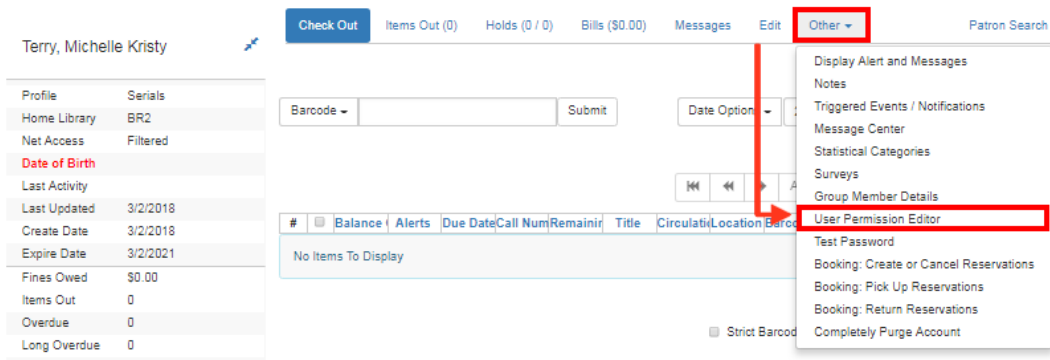 Terry, Michelle Kristy
Profile Serials
Home Library BR2
Net Access Filtered
Date of Birth
Last Activity
Last Updated 3/2/2018
Create Date 3/2/2018
Expire Date 3/2/2021
Fines Owed $0.00
Items Out 0
Overdue 0
Long Overdue 0
Check Out Items Out (0) Holds (0 / 0) Bills ($0.00) Messages Edit Other Patron Search
Barcode Submit Date Option
# Balance Alerts Due Date Call Num Remainin Title Circulati Location Barco
No Items To Display
Strict Barcod
Display Alert and Messages
Notes
Triggered Events / Notifications
Message Center
Statistical Categories
Surveys
Group Member Details
User Permission Editor
Test Password
Booking: Create or Cancel Reservations
Booking: Pick Up Reservations
Booking: Return Reservations
Completely Purge Account